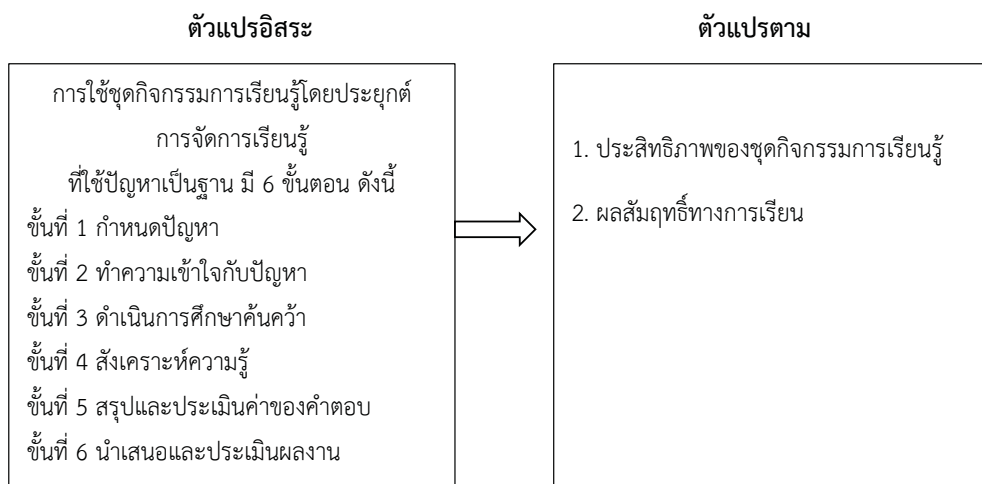 ตัวแปรอิสระ
การใช้ชุดกิจกรรมการเรียนรู้โดยประยุกต์
การจัดการเรียนรู้
ที่ใช้ปัญหาเป็นฐาน มี 6 ขั้นตอน ดังนี้
ขั้นที่ 1 กำหนดปัญหา
ขั้นที่ 2 ทำความเข้าใจกับปัญหา
ขั้นที่ 3 ดำเนินการศึกษาค้นคว้า
ขั้นที่ 4 สังเคราะห์ความรู้
ขั้นที่ 5 สรุปและประเมินค่าของคำตอบ
ขั้นที่ 6 นำเสนอและประเมินผลงาน
ตัวแปรตาม
1. ประสิทธิภาพของชุดกิจกรรมการเรียนรู้
2. ผลสัมฤทธิ์ทางการเรียน